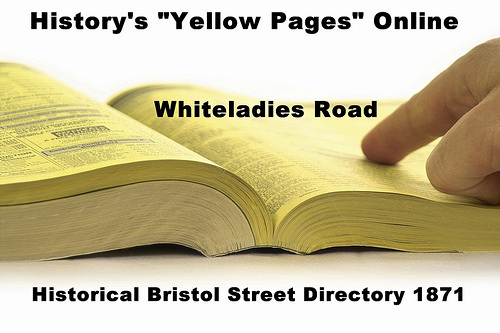 History's "Yellow Pages" Online
Whiteladies Road
Historical Bristol Street Directory 1871